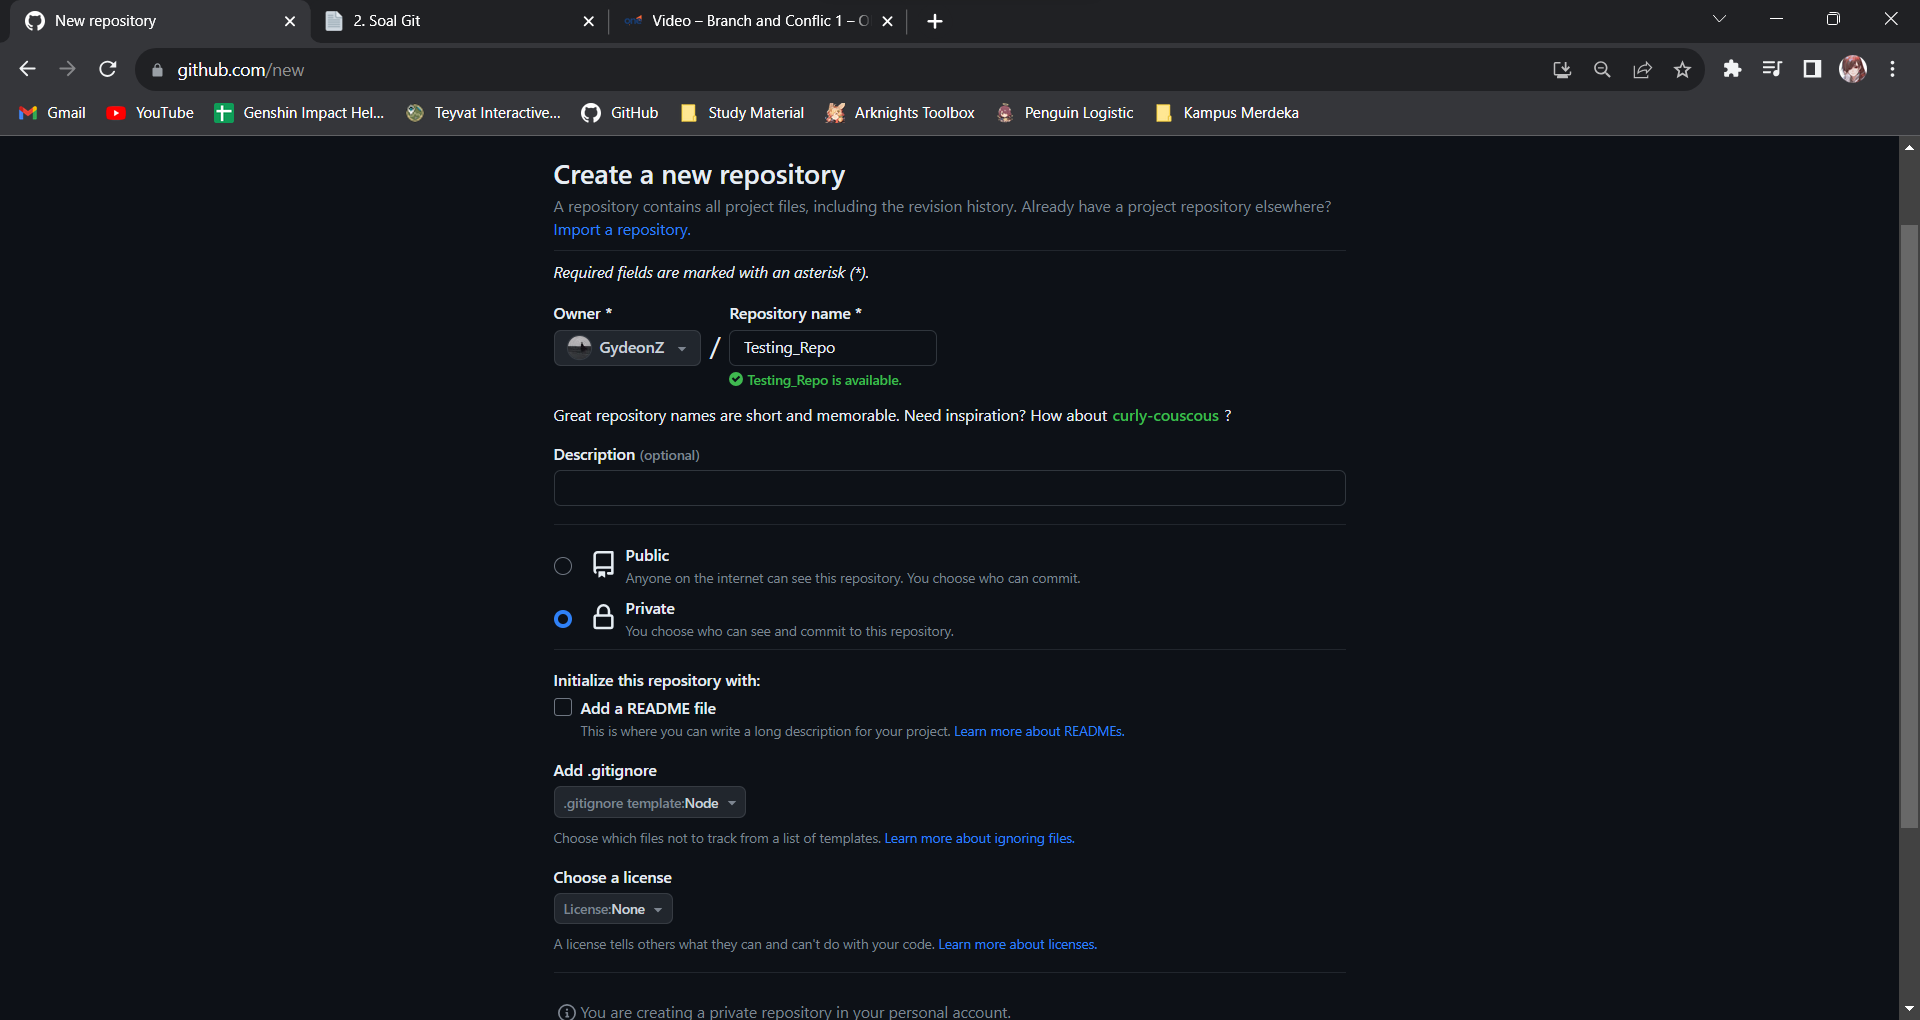 New repository
2. Soal Git
Video – Branch and Conflic 1 – O
github.com/new
Gmail
YouTube
Genshin Impact Hel...
Teyvat Interactive...
GitHub
Study Material
Arknights Toolbox
Penguin Logistic
Kampus Merdeka
Create a new repository
A repository contains all project files, including the revision history. Already have a project repository elsewhere?
Import a repository.
Required fields are marked with an asterisk (*).
Owner * Repository name *
GydeonZ / Testing_Repo
Testing_Repo is available.
Great repository names are short and memorable. Need inspiration? How about curly-couscous ?
Description (optional)
Public
Anyone on the internet can see this repository. You choose who can commit.
Private
You choose who can see and commit to this repository.
Initialize this repository with:
Add a README file
This is where you can write a long description for your project. Learn more about READMEs.
Add .gitignore
.gitignore template:Node
Choose which files not to track from a list of templates. Learn more about ignoring files.
Choose a license
License:None
A license tells others what they can and can't do with your code. Learn more about licenses.
You are creating a private repository in your personal account.